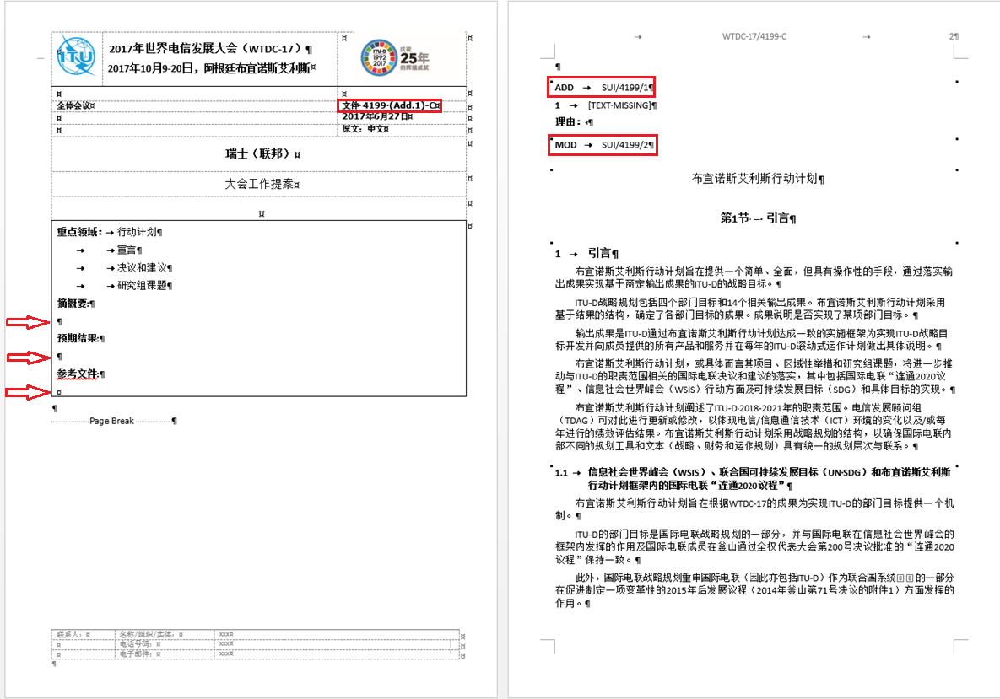 2017年世界电信发展大会（WTDC-17）
2017年10月9-20日，阿根廷布宜诺斯艾利斯
ITU
ITU-D
1992
2017
庆祝
25年
的辉煌成就
全体会议
文件 4199 (Add.1)-C
2017年6月27日
原文：中文
瑞士（联邦）
大会工作提案
重点领域： → 行动计划
→ → 宣言
→ → 决议和建议
→ → 研究组课题
摘概要:
预期结果:
参考文件:
Page Break
联系人： 名称/组织/实体： xxx
电话号码： xxx
电子邮件： xxx
→ WTDC-17/4199-C → 2
ADD → SUI/4199/1
1 → [TEXT MISSING]
理由：
MOD → SUI/4199/2
布宜诺斯艾利斯行动计划
第1节 – 引言
1 → 引言
布宜诺斯艾利斯行动计划旨在提供一个简单、全面，但具有操作性的手段，通过落实输
出成果实现基于商定输出成果的ITU-D的战略目标。
ITU-D战略规划包括四个部门目标和14个相关输出成果。布宜诺斯艾利斯行动计划采用
基于结果的结构，确定了各部门目标的成果。成果说明是否实现了某项部门目标。
输出成果是ITU-D通过布宜诺斯艾利斯行动计划达成一致的实施框架为实现ITU-D战略目
标开发并向成员提供的所有产品和服务并在每年的ITU-D滚动式运作计划做出具体说明。
布宜诺斯艾利斯行动计划，或具体而言其项目、区域性举措和研究组课题，将进一步推
动与ITU-D的职责范围相关的国际电联决议和建议的落实，其中包括国际电联“连通2020议
程”、信息社会世界峰会（WSIS）行动方面及可持续发展目标（SDG）和具体目标的实现。
布宜诺斯艾利斯行动计划阐述了ITU-D 2018-2021年的职责范围。电信发展顾问组
（TDAG）可对此进行更新或修改，以体现电信/信息通信技术（ICT）环境的变化以及/或每
年进行的绩效评估结果。布宜诺斯艾利斯行动计划采用战略规划的结构，以确保国际电联内
部不同的规划工具和文本（战略、财务和运作规划）具有统一的规划层次与联系。
1.1 → 信息社会世界峰会（WSIS）、联合国可持续发展目标（UN SDG）和布宜诺斯艾利斯
行动计划框架内的国际电联“连通2020议程”
布宜诺斯艾利斯行动计划旨在根据WTDC-17的成果为实现ITU-D的部门目标提供一个机
制。
ITU-D的部门目标是国际电联战略规划的一部分，并与国际电联在信息社会世界峰会的
框架内发挥的作用及国际电联成员在釜山通过全权代表大会第200号决议批准的“连通2020
议程”保持一致。
此外，国际电联战略规划重申国际电联（因此亦包括ITU-D）作为联合国系统的一部分
在促进制定一项变革性的2015年后发展议程（2014年釜山第71号决议的附件1）方面发挥的
作用。